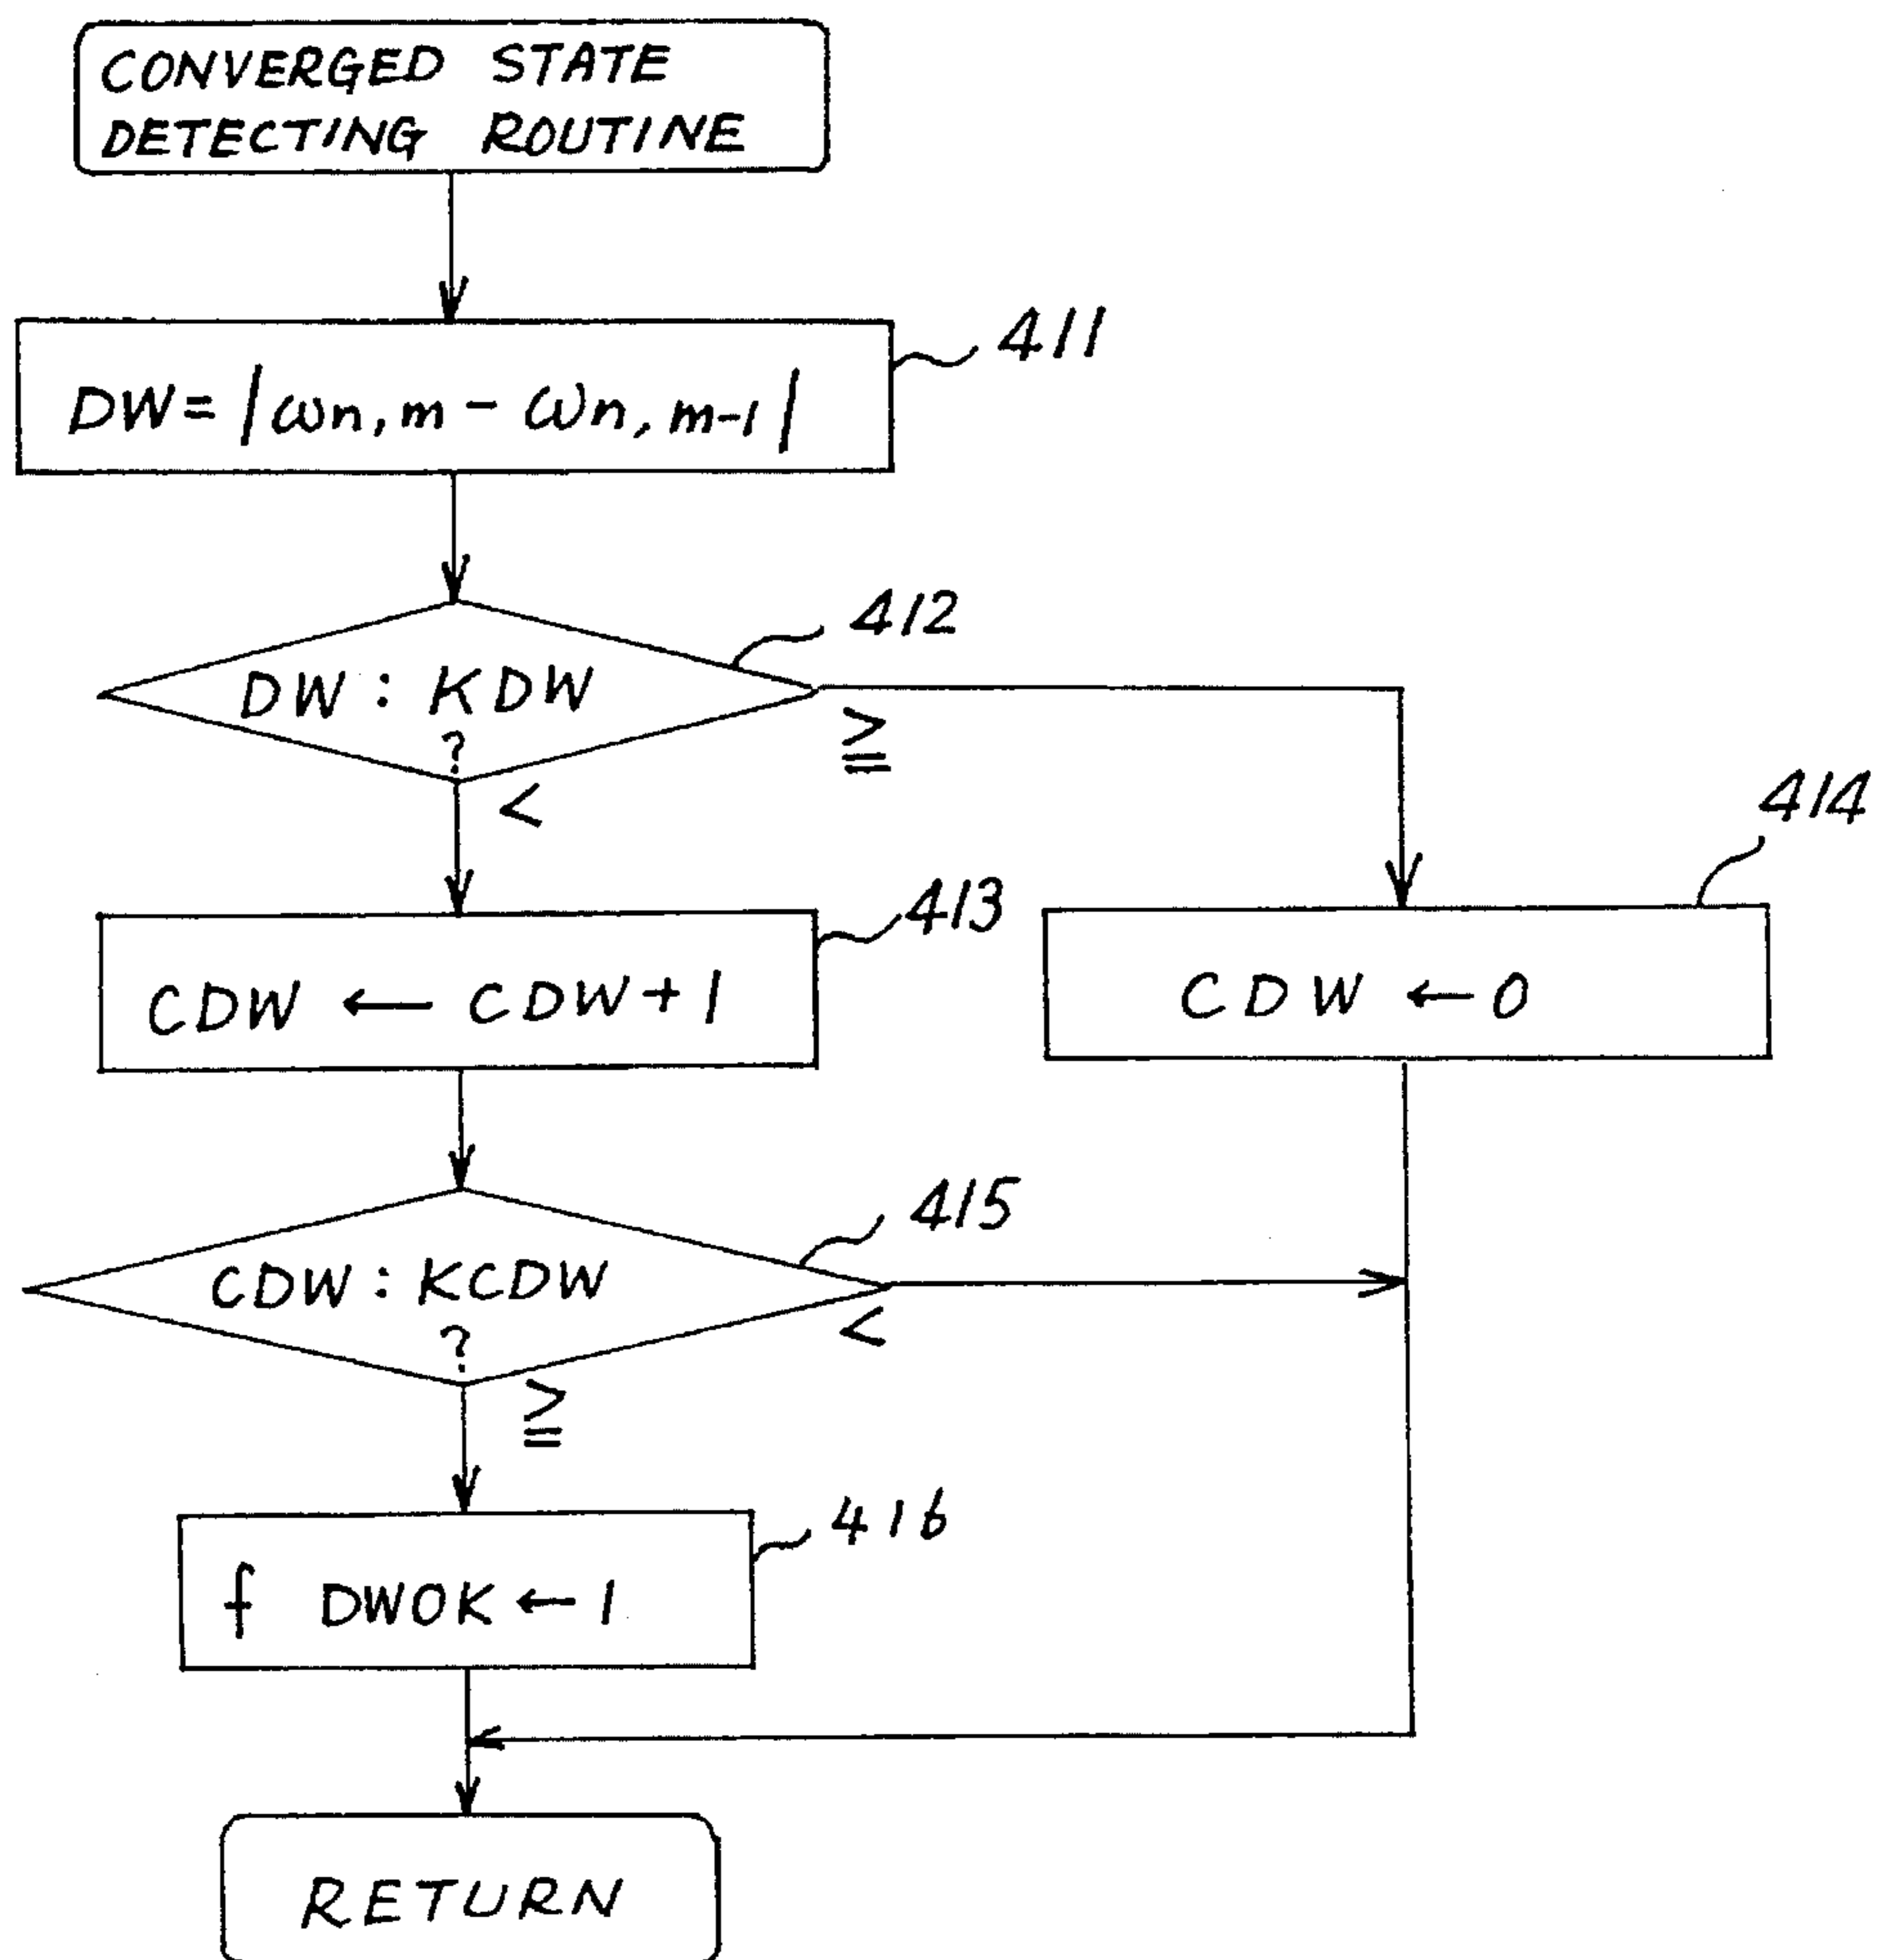 CONVERGED STATE
DETECTING ROUTINE
411
DW=|ωn,m - ωn,m-1|
412
DW : KDW
?
≧
<
414
413
CDW ← CDW+1
CDW ← 0
415
CDW : KCDW
?
<
≧
416
f DWOK ← 1
RETURN